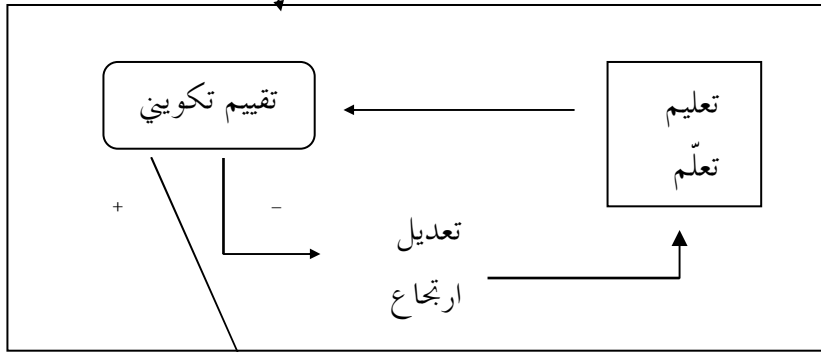 تعليم
تعلّم
تقييم تكويني
+
–
تعديل
ارتجاع